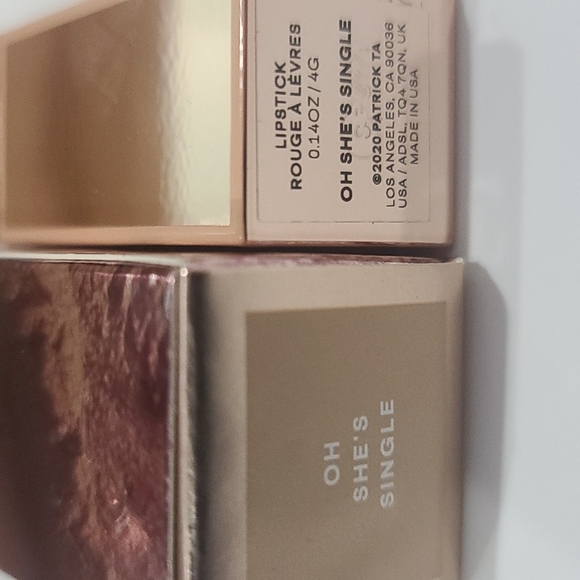 LIPSTICK
ROUGE À LÈVRES
0.14OZ / 4G
OH SHE'S SINGLE
©2020 PATRICK TA
LOS ANGELES, CA 90036
USA / ADSL, TQ4 7QN, UK
MADE IN USA
OH
SHE'S
SINGLE